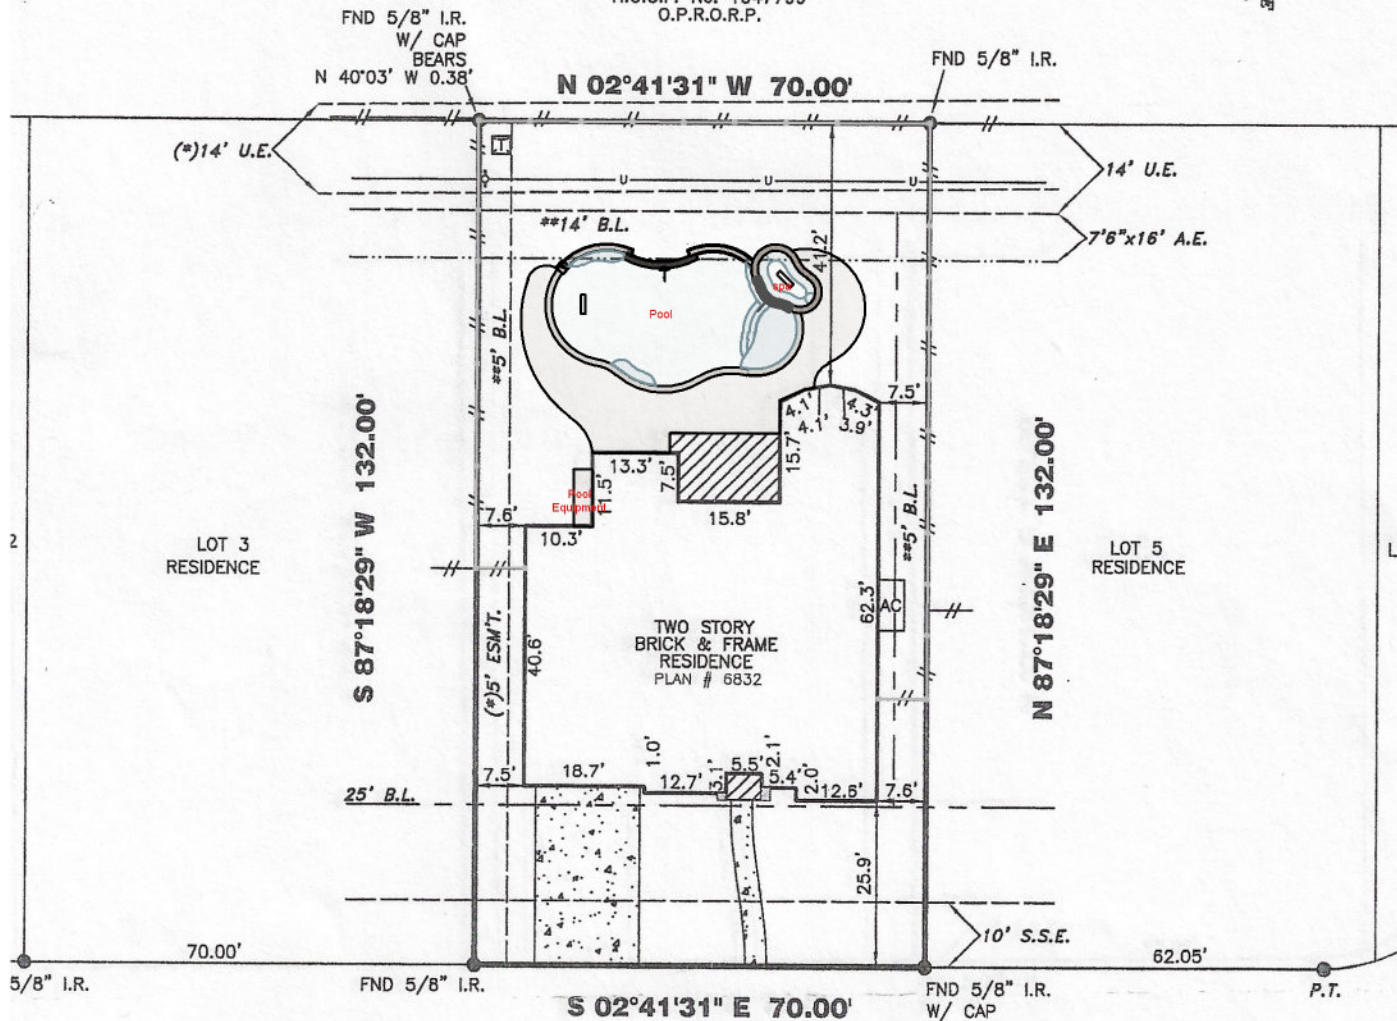 O.P.R.O.R.P.
FND 5/8" I.R.
W/ CAP
BEARS
N 40°03' W 0.38'
N 02°41'31" W 70.00'
FND 5/8" I.R.
(*)14' U.E.
T
14' U.E.
U U U
**14' B.L.
7'6"x16' A.E.
41.2'
spa
Pool
**5' B.L.
7.5'
4.1'
4.3'
4.1'
3.9'
15.7'
13.3'
7.5'
11.5'
Pool
Equipment
7.6'
10.3'
15.8'
S 87°18'29" W 132.00'
N 87°18'29" E 132.00'
**5' B.L.
2
LOT 3
RESIDENCE
LOT 5
RESIDENCE
L
AC
62.3'
TWO STORY
BRICK & FRAME
RESIDENCE
PLAN # 6832
40.6'
(*)5' ESM'T.
7.5'
18.7'
1.0'
12.7'
3.1'
5.5'
2.1'
5.4'
2.0'
12.6'
7.6'
25' B.L.
25.9'
10' S.S.E.
70.00'
62.05'
5/8" I.R.
FND 5/8" I.R.
S 02°41'31" E 70.00'
FND 5/8" I.R.
W/ CAP
P.T.